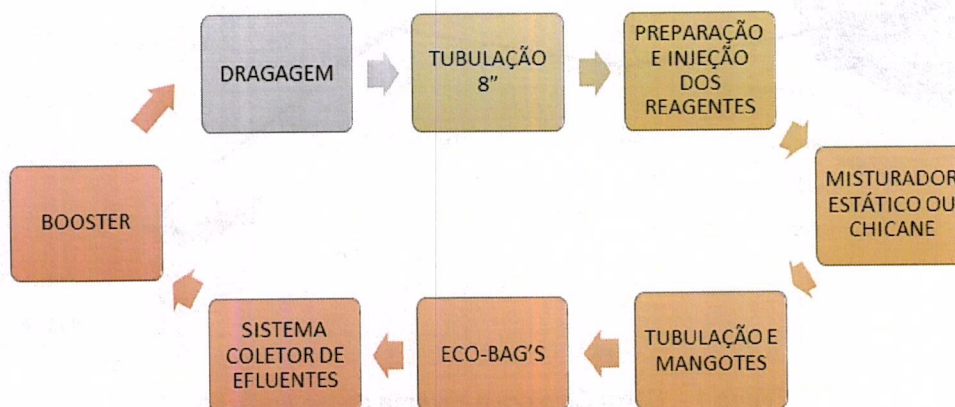 DRAGAGEM
TUBULAÇÃO
8"
PREPARAÇÃO
E INJEÇÃO
DOS
REAGENTES
MISTURADOR
ESTÁTICO OU
CHICANE
TUBULAÇÃO E
MANGOTES
ECO-BAG'S
SISTEMA
COLETOR DE
EFLUENTES
BOOSTER